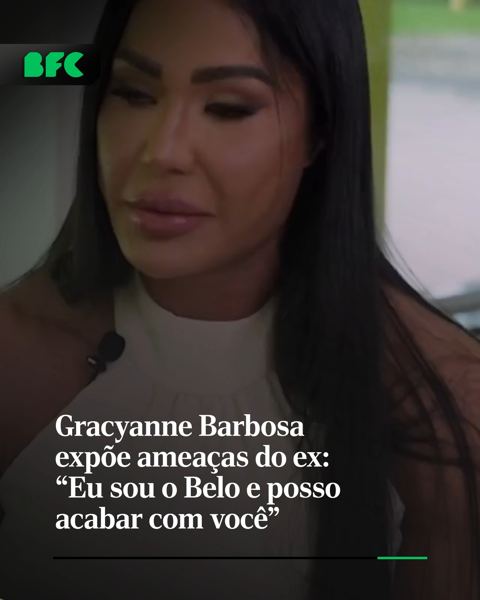 BFC
Gracyanne Barbosa
expõe ameaças do ex:
“Eu sou o Belo e posso
acabar com você”